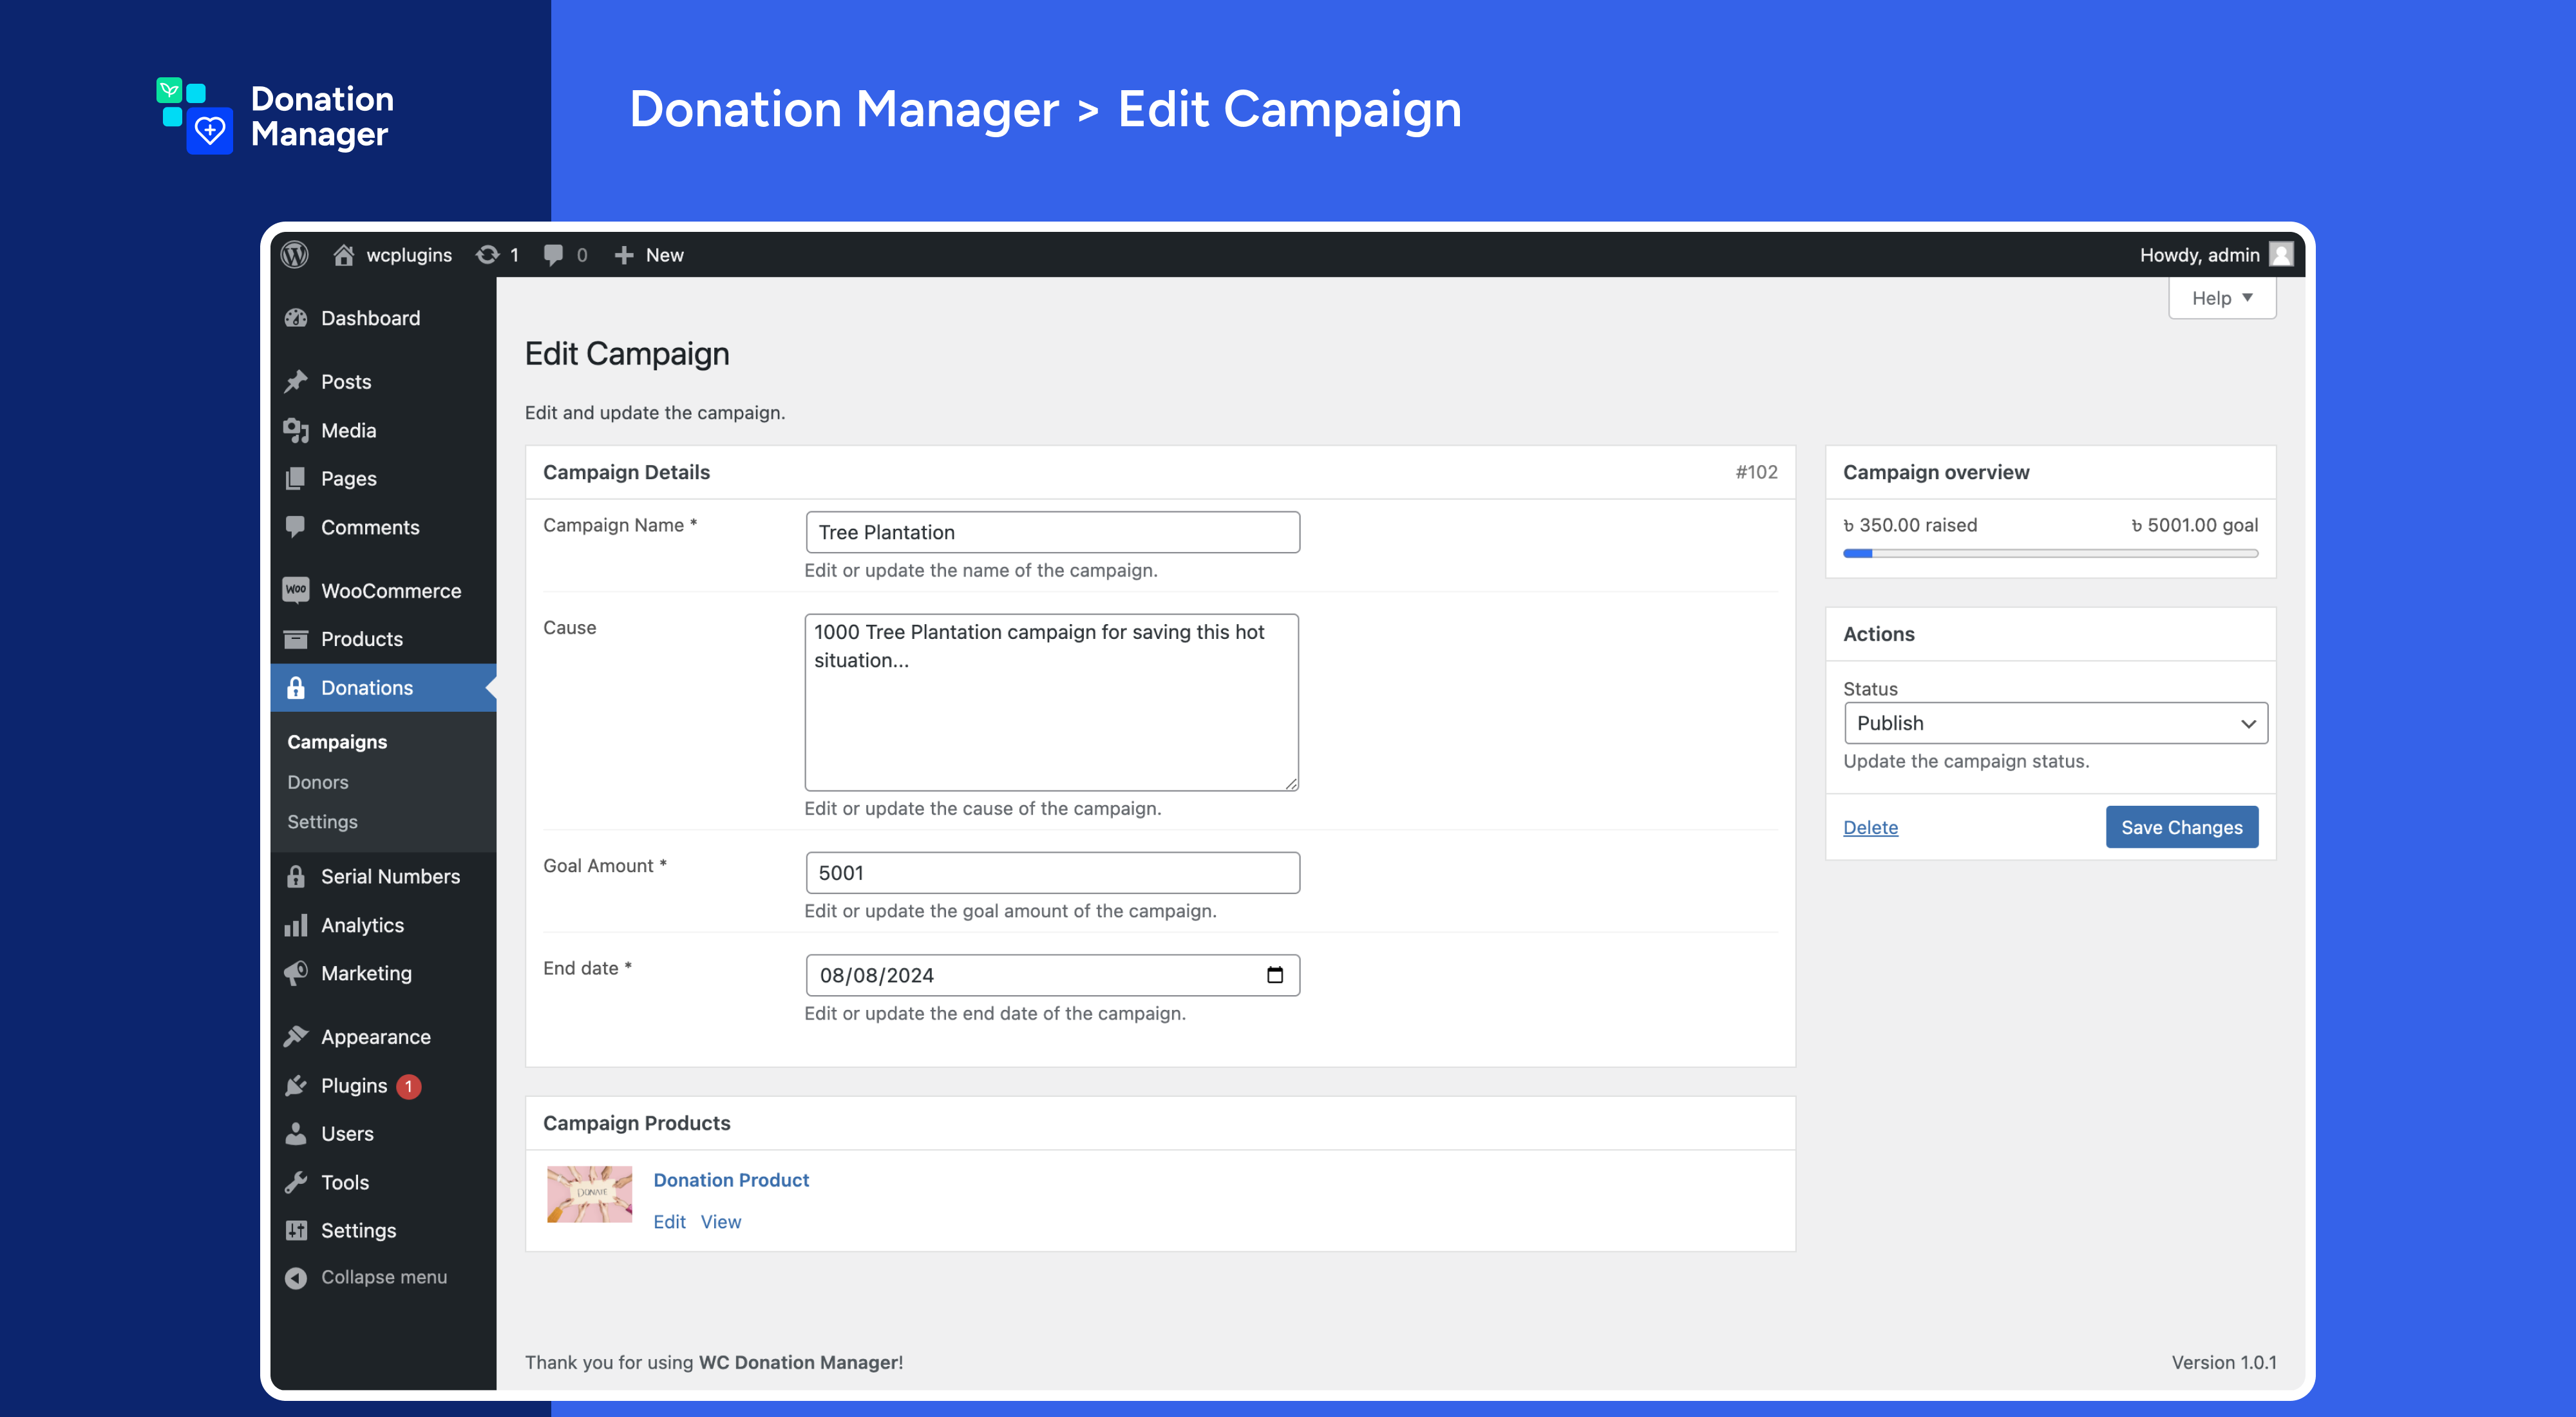 Donation
Manager
Donation Manager > Edit Campaign
wcplugins 1 0 + New
Howdy, admin
Help ▼
Dashboard
Posts
Media
Pages
Comments
Woo WooCommerce
Products
Donations
Campaigns
Donors
Settings
Serial Numbers
Analytics
Marketing
Appearance
Plugins 1
Users
Tools
Settings
Collapse menu
Edit Campaign
Edit and update the campaign.
Campaign Details #102
Campaign Name *
Tree Plantation
Edit or update the name of the campaign.
Cause
1000 Tree Plantation campaign for saving this hot
situation...
Edit or update the cause of the campaign.
Goal Amount *
5001
Edit or update the goal amount of the campaign.
End date *
08/08/2024
Edit or update the end date of the campaign.
Campaign Products
DONATE
Donation Product
Edit View
Campaign overview
৳ 350.00 raised ৳ 5001.00 goal
Actions
Status
Publish
Update the campaign status.
Delete Save Changes
Thank you for using WC Donation Manager!
Version 1.0.1